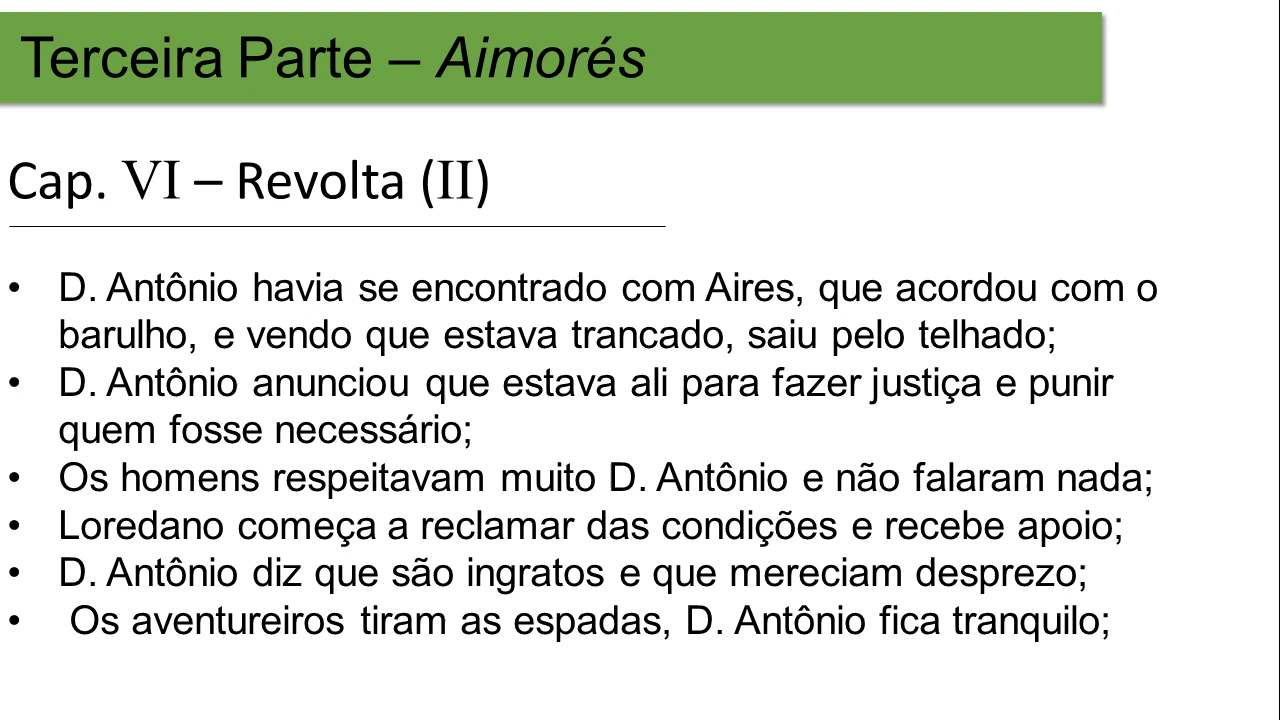 Terceira Parte – Aimorés
Cap. VI – Revolta (II)
• D. Antônio havia se encontrado com Aires, que acordou com o
barulho, e vendo que estava trancado, saiu pelo telhado;
• D. Antônio anunciou que estava ali para fazer justiça e punir
quem fosse necessário;
• Os homens respeitavam muito D. Antônio e não falaram nada;
• Loredano começa a reclamar das condições e recebe apoio;
• D. Antônio diz que são ingratos e que mereciam desprezo;
• Os aventureiros tiram as espadas, D. Antônio fica tranquilo;